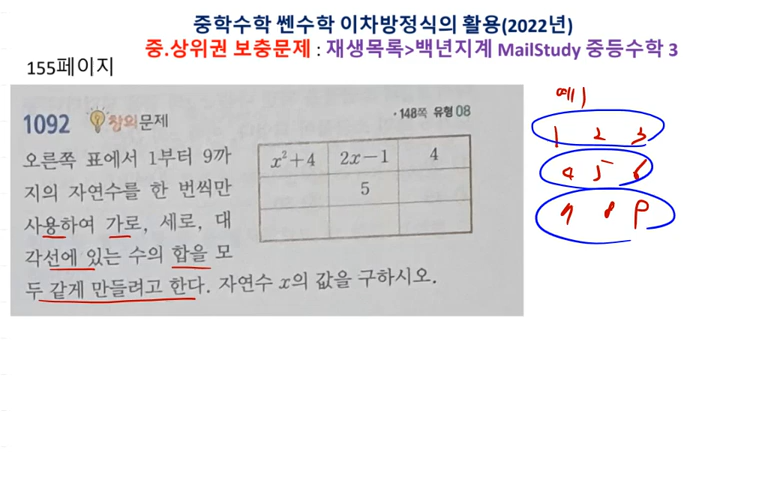 중학수학 쎈수학 이차방정식의 활용(2022년)
중.상위권 보충문제 : 재생목록>백년지계 MailStudy 중등수학 3
155페이지
1092 창의문제
· 148쪽 유형 08
오른쪽 표에서 1부터 9까
지의 자연수를 한 번씩만
사용하여 가로, 세로, 대
각선에 있는 수의 합을 모
두 같게 만들려고 한다. 자연수 x의 값을 구하시오.
x²+4 2x−1 4
5
예)
1 2 3
4 5 6
7 8 9